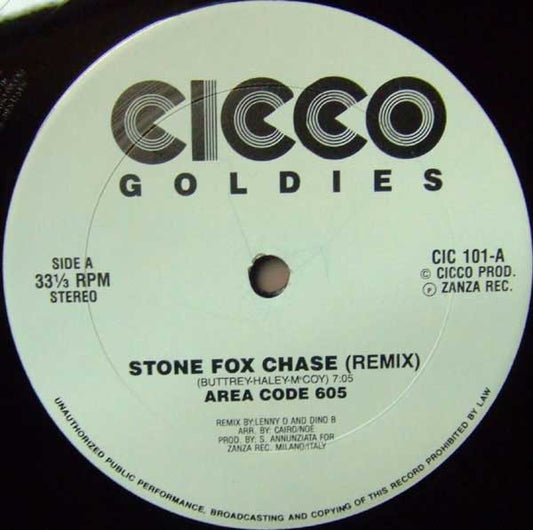 CICCO
GOLDIES
SIDE A
33⅓ RPM
STEREO
CIC 101-A
© CICCO PROD.
℗ ZANZA REC.
STONE FOX CHASE (REMIX)
(BUTTREY-HALEY-McCOY) 7:05
AREA CODE 605
REMIX BY:LENNY D AND DINO B
ARR. BY: CAIRO/NOE
PROD. BY: S. ANNUNZIATA FOR
ZANZA REC. MILANO/ITALY
UNAUTHORIZED PUBLIC PERFORMANCE, BROADCASTING AND COPYING OF THIS RECORD PROHIBITED BY LAW